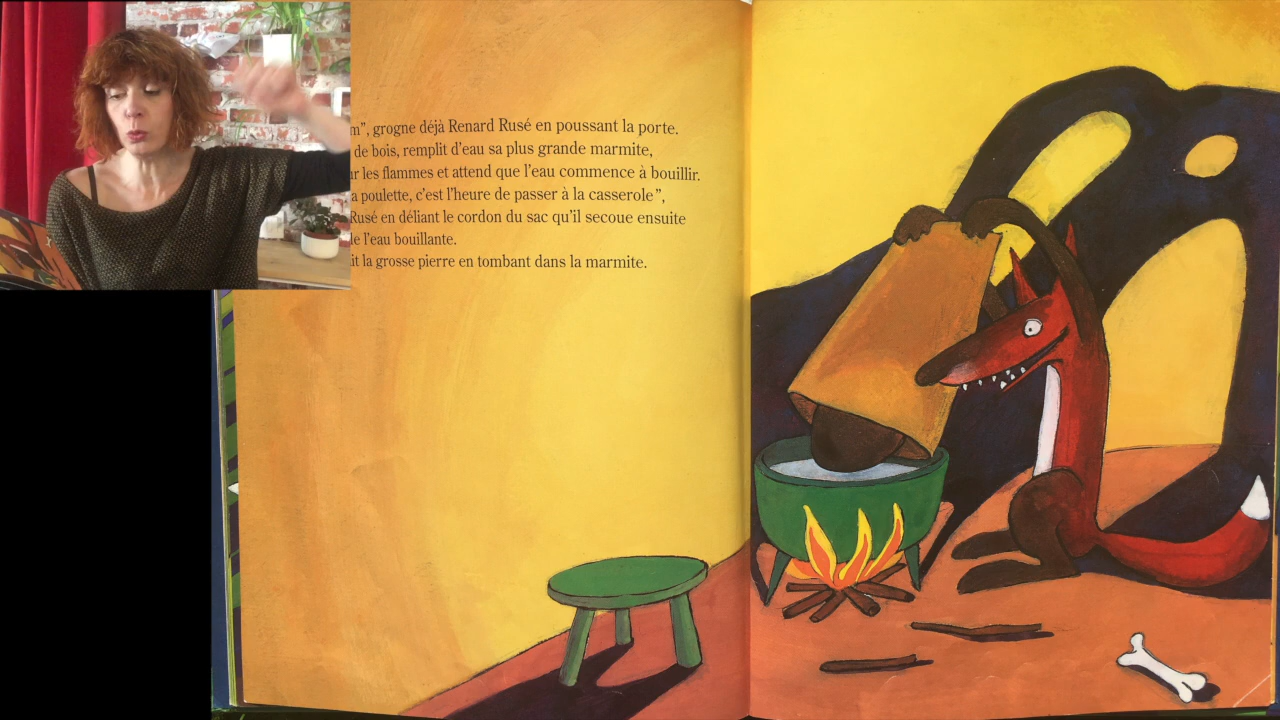 m”, grogne déjà Renard Rusé en poussant la porte.
de bois, remplit d’eau sa plus grande marmite,
les flammes et attend que l’eau commence à bouillir.
a poulette, c’est l’heure de passer à la casserole”,
Rusé en déliant le cordon du sac qu’il secoue ensuite
de l’eau bouillante.
it la grosse pierre en tombant dans la marmite.